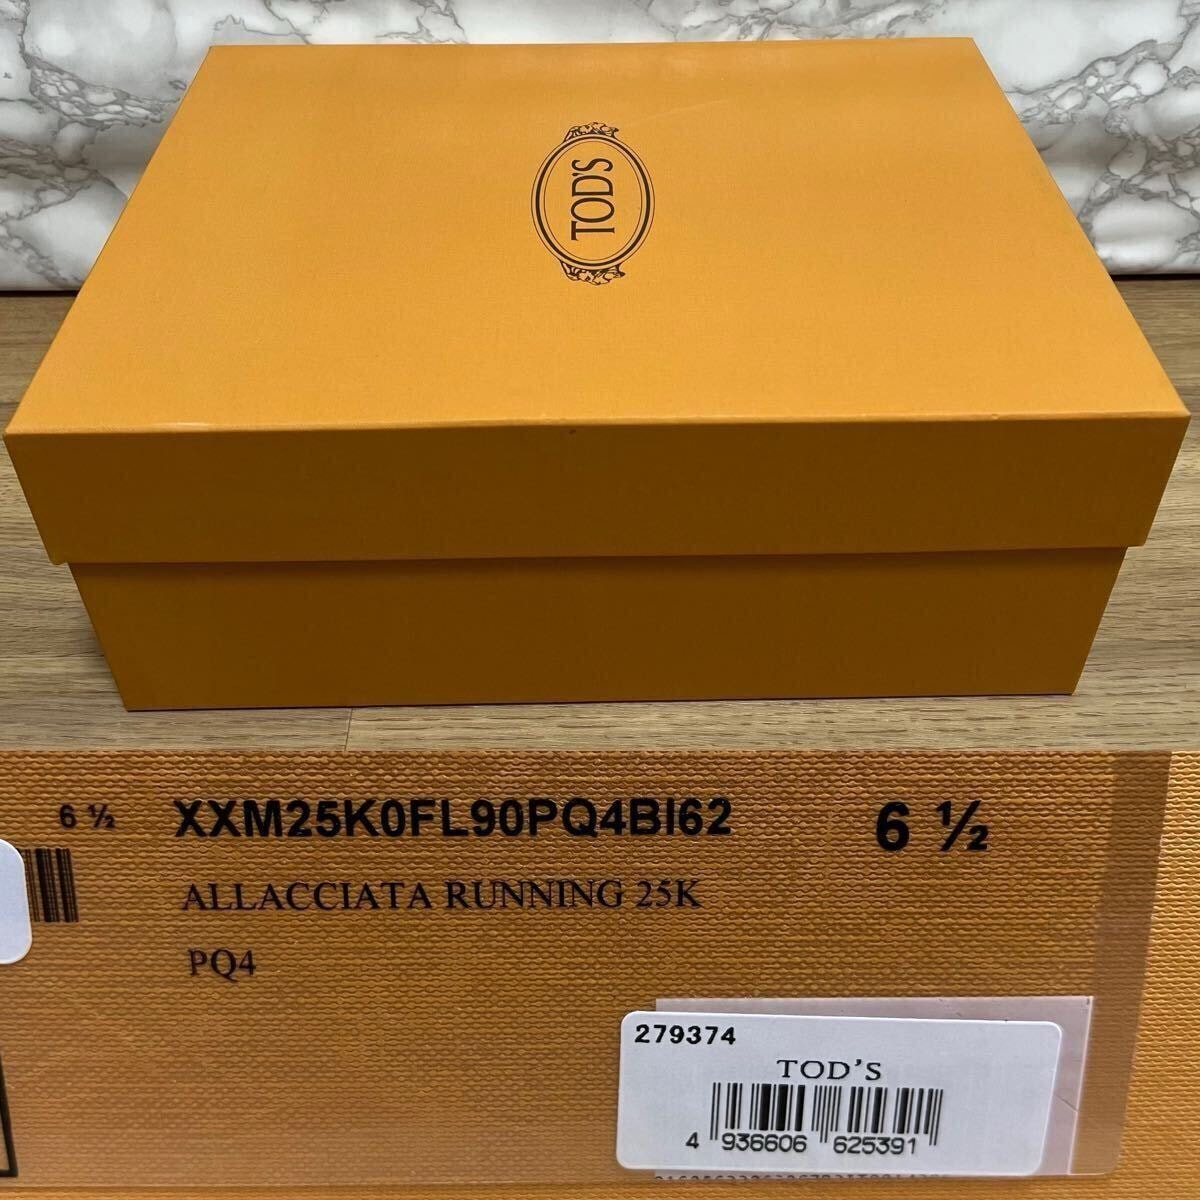 TOD'S
6 ½
XXM25K0FL90PQ4BI62
6 ½
ALLACCIATA RUNNING 25K
PQ4
279374
TOD'S
4 936606 625391